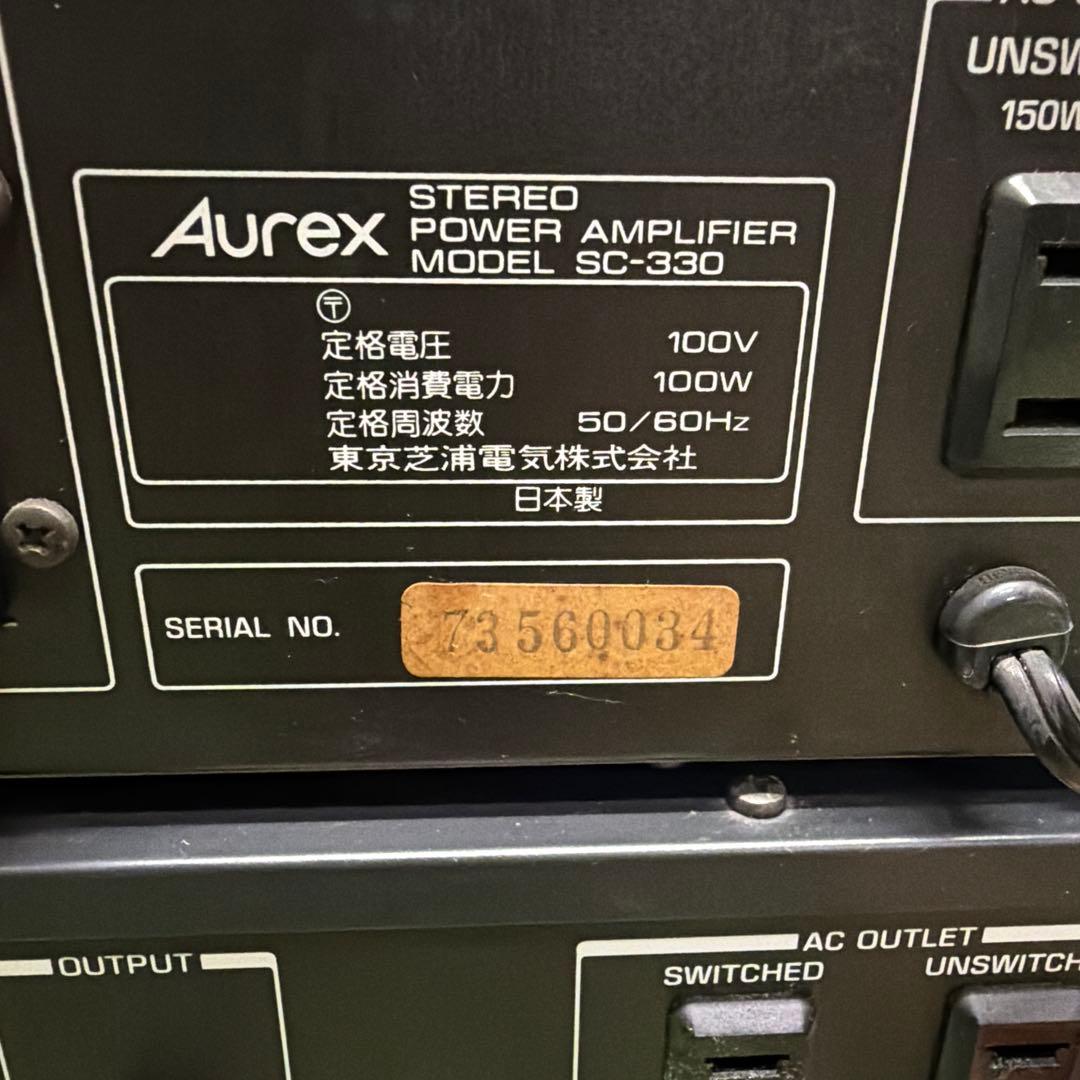 UNSW
150W
Aurex
STEREO
POWER AMPLIFIER
MODEL SC-330
〒
定格電圧 100V
定格消費電力 100W
定格周波数 50/60Hz
東京芝浦電気株式会社
日本製
SERIAL NO. 73560034
OUTPUT
AC OUTLET
SWITCHED
UNSWITCH